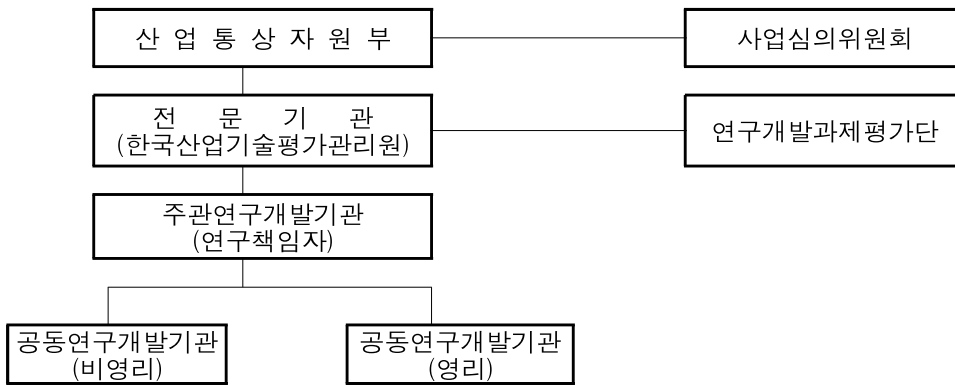 산 업 통 상 자 원 부
사업심의위원회
전 문 기 관
(한국산업기술평가관리원)
연구개발과제평가단
주관연구개발기관
(연구책임자)
공동연구개발기관
(비영리)
공동연구개발기관
(영리)